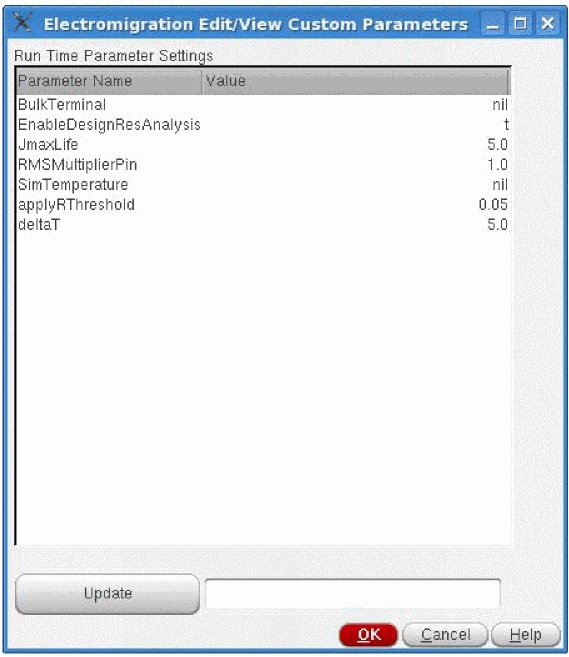 Electromigration Edit/View Custom Parameters
Run Time Parameter Settings
Parameter Name Value
BulkTerminal nil
EnableDesignResAnalysis t
JmaxLife 5.0
RMSMultiplierPin 1.0
SimTemperature nil
applyRThreshold 0.05
deltaT 5.0
Update
OK Cancel Help